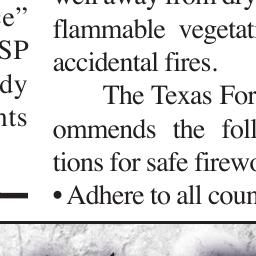 e”
SP
dy
nts
well away from dry
flammable vegetati
accidental fires.
The Texas For
ommends the foll
tions for safe firewo
• Adhere to all coun